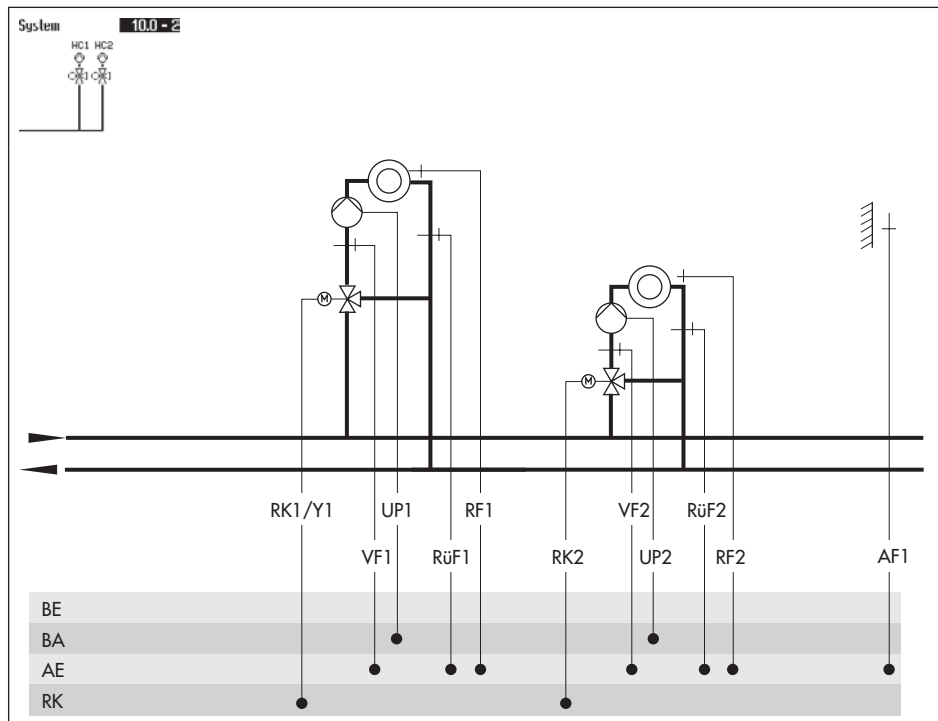 System 10.0 - 2
HC1 HC2
M
M
RK1/Y1 UP1 RF1 VF2 RüF2
VF1 RüF1 RK2 UP2 RF2 AF1
BE
BA
AE
RK